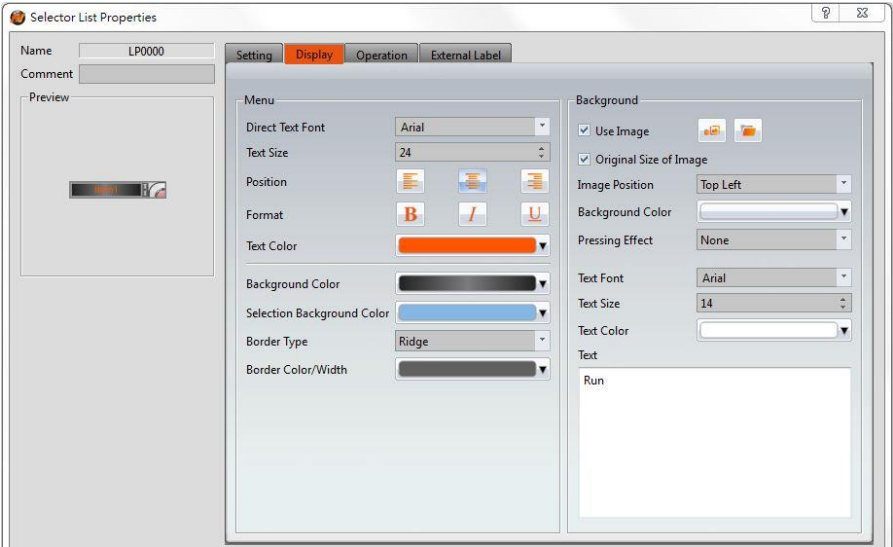 Selector List Properties
Name LP0000
Comment
Preview
Item1
Setting Display Operation External Label
Menu
Direct Text Font Arial
Text Size 24
Position
Format B I U
Text Color
Background Color
Selection Background Color
Border Type Ridge
Border Color/Width
Background
Use Image
Original Size of Image
Image Position Top Left
Background Color
Pressing Effect None
Text Font Arial
Text Size 14
Text Color
Text
Run